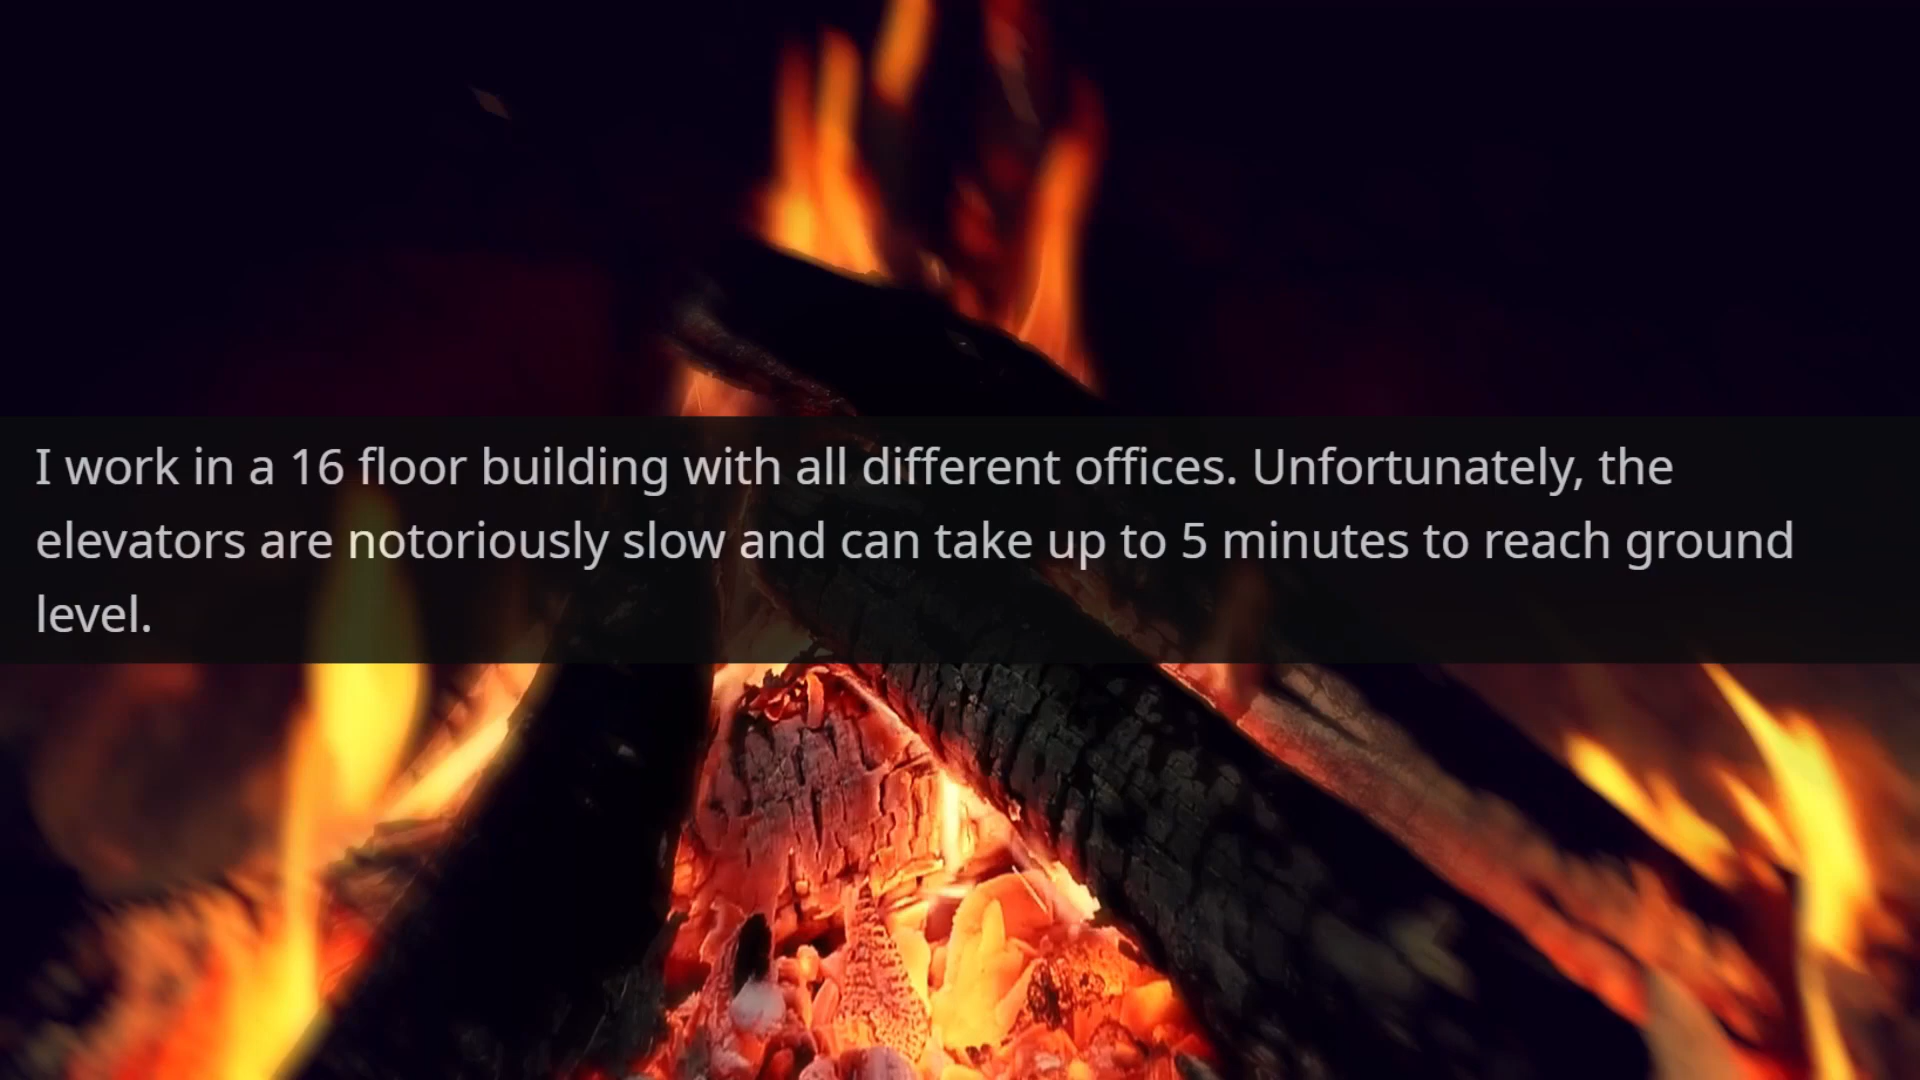 I work in a 16 floor building with all different offices. Unfortunately, the
elevators are notoriously slow and can take up to 5 minutes to reach ground
level.